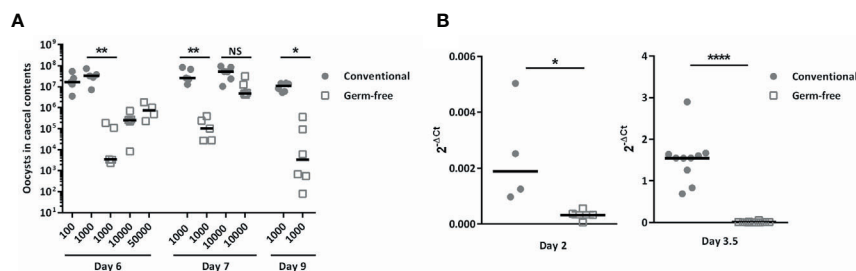 A
Oocysts in caecal contents
10⁹
10⁸
10⁷
10⁶
10⁵
10⁴
10³
10²
10¹
**
**
NS
*
Conventional
Germ-free
100
1000
1000
10000
50000
1000
1000
10000
10000
1000
1000
Day 6
Day 7
Day 9
B
2^-ΔCt
0.006
0.004
0.002
0.000
*
Day 2
2^-ΔCt
4
3
2
1
0
****
Day 3.5
Conventional
Germ-free